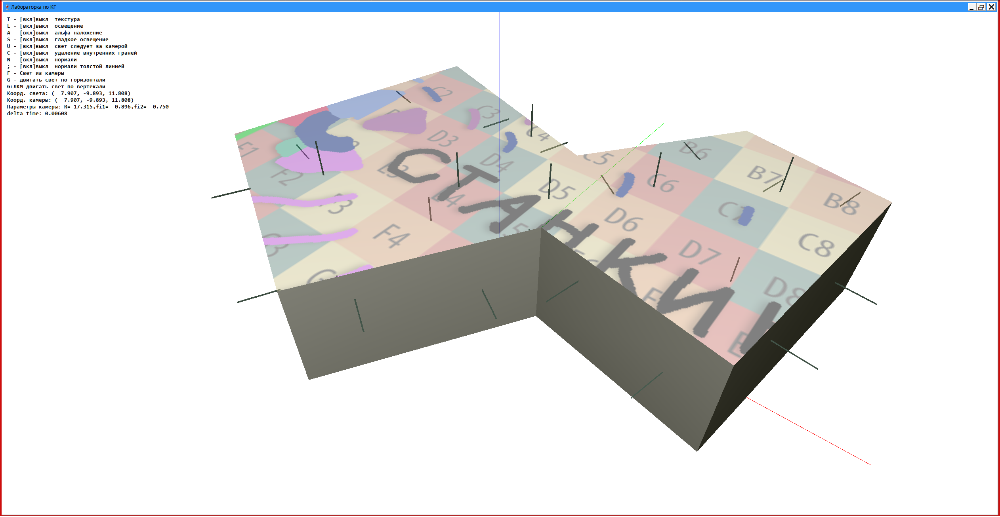 Лабораторка по КГ
T - [вкл]выкл  текстура
L - [вкл]выкл  освещение
A - [вкл]выкл  альфа-наложение
S - [вкл]выкл  гладкое освещение
U - [вкл]выкл  свет следует за камерой
C - [вкл]выкл  удаление внутренних граней
N - [вкл]выкл  нормали
; - [вкл]выкл  нормали толстой линией
F - Свет из камеры
G - двигать свет по горизонтали
G+ЛКМ двигать свет по вертекали
Коорд. света: (  7.907, -9.893, 11.808)
Коорд. камеры: (  7.907, -9.893, 11.808)
Параметры камеры: R= 17.315,fi1= -0.896,fi2=  0.750
delta time: 0.00608
C2
C3
C4
C5 C6 C7 C8
B6 B7 B8
D3 D4 D5 D6 D7 D8
E1 E3 E4
F2 F3 F4
СТАНКИН